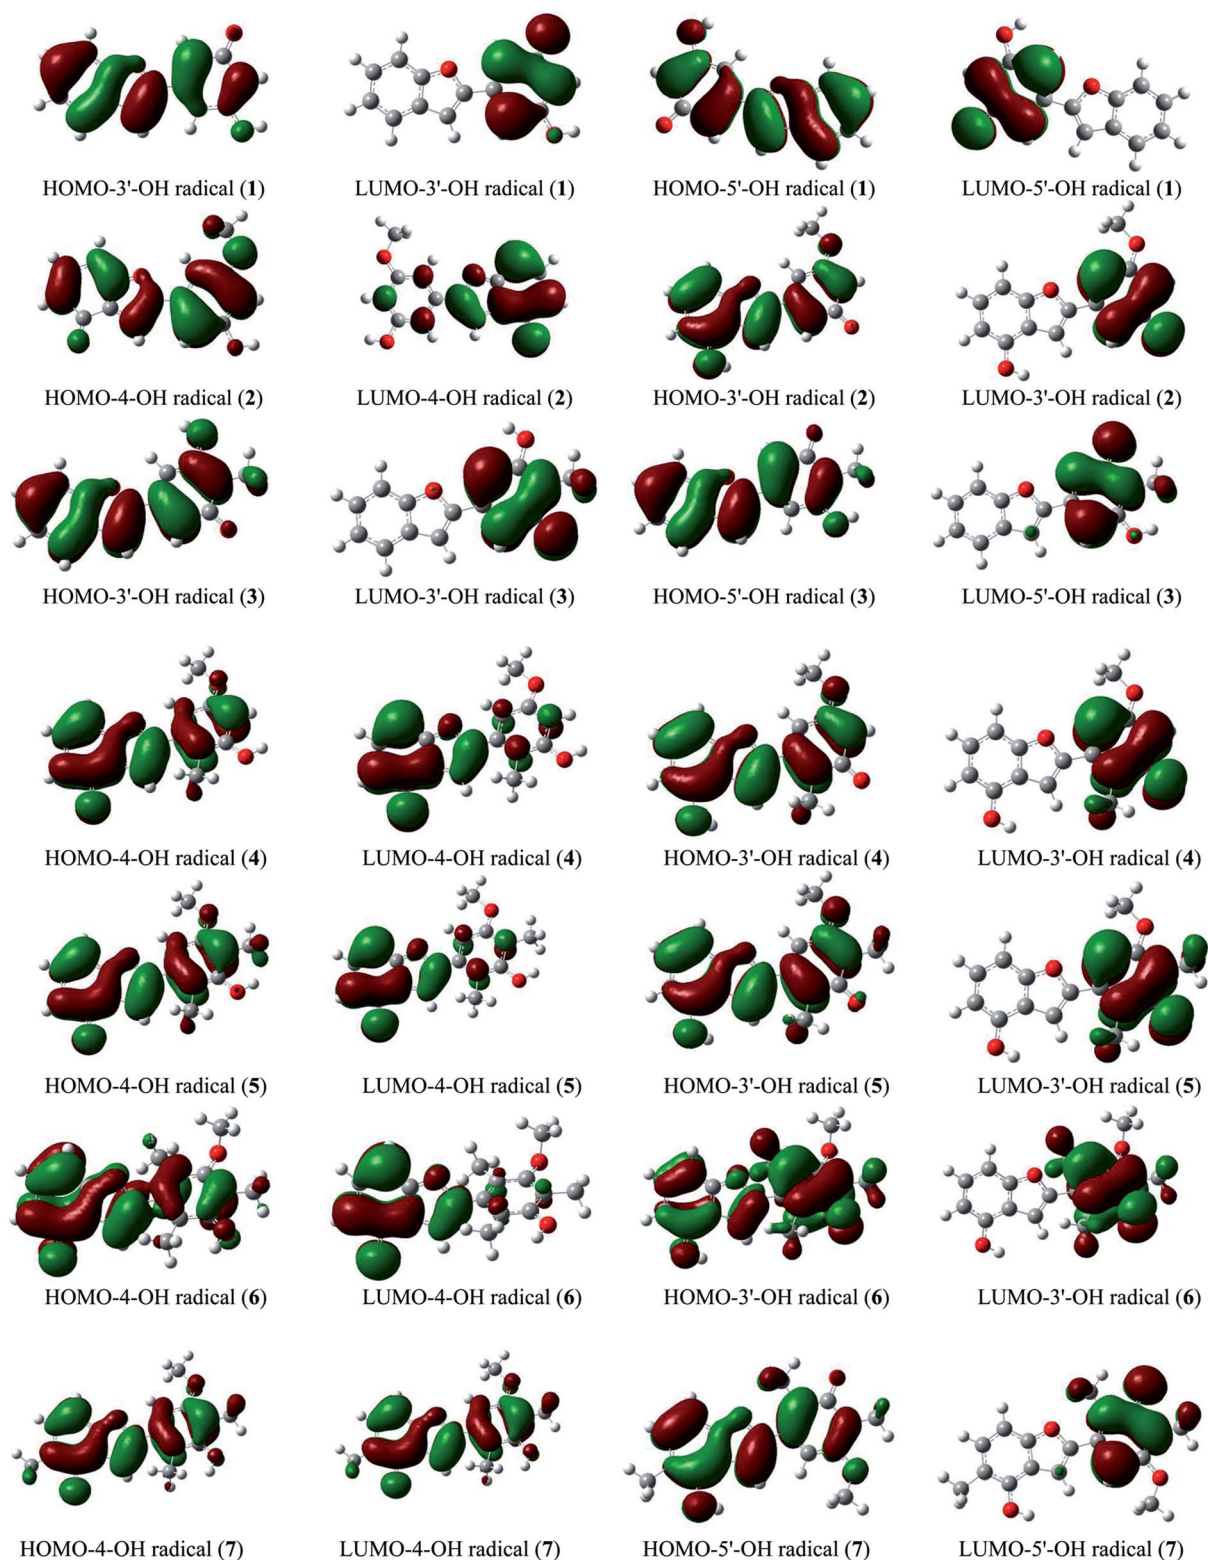 HOMO-3'-OH radical (1)
LUMO-3'-OH radical (1)
HOMO-5'-OH radical (1)
LUMO-5'-OH radical (1)
HOMO-4-OH radical (2)
LUMO-4-OH radical (2)
HOMO-3'-OH radical (2)
LUMO-3'-OH radical (2)
HOMO-3'-OH radical (3)
LUMO-3'-OH radical (3)
HOMO-5'-OH radical (3)
LUMO-5'-OH radical (3)
HOMO-4-OH radical (4)
LUMO-4-OH radical (4)
HOMO-3'-OH radical (4)
LUMO-3'-OH radical (4)
HOMO-4-OH radical (5)
LUMO-4-OH radical (5)
HOMO-3'-OH radical (5)
LUMO-3'-OH radical (5)
HOMO-4-OH radical (6)
LUMO-4-OH radical (6)
HOMO-3'-OH radical (6)
LUMO-3'-OH radical (6)
HOMO-4-OH radical (7)
LUMO-4-OH radical (7)
HOMO-5'-OH radical (7)
LUMO-5'-OH radical (7)